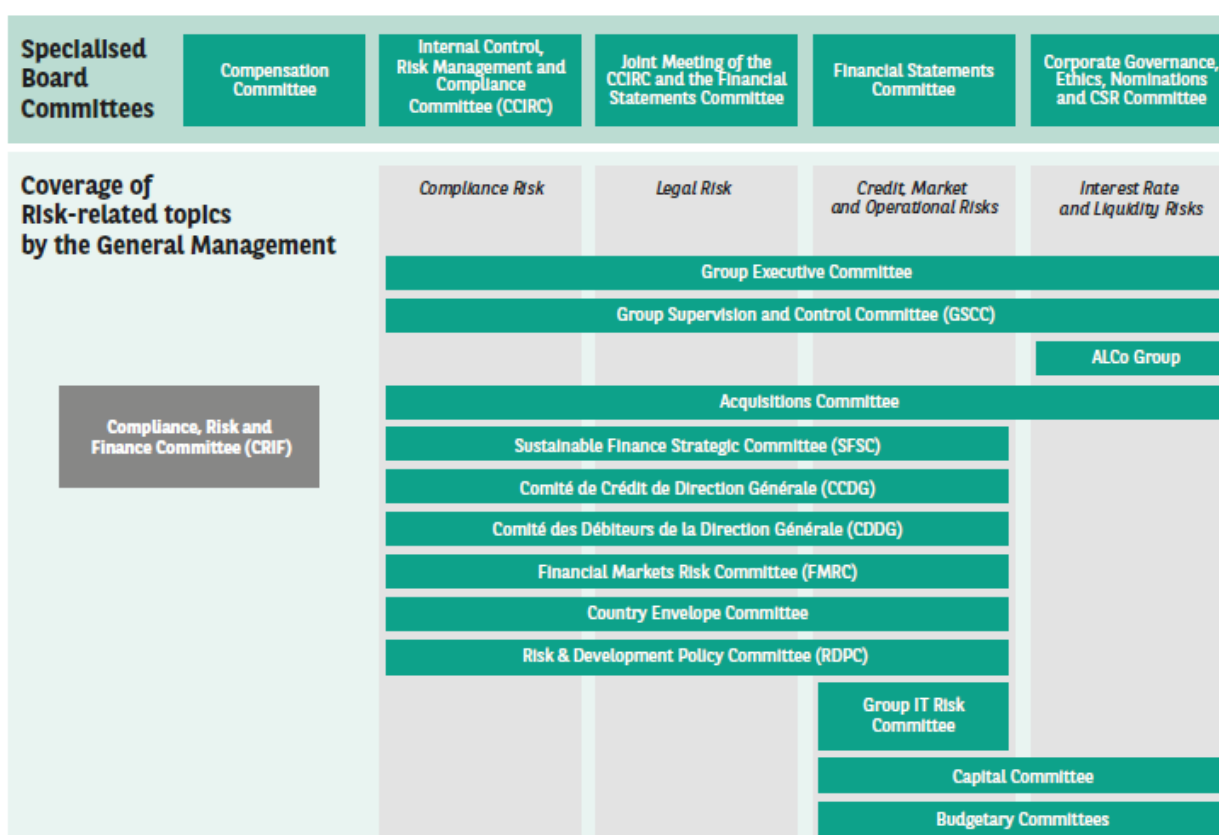 Specialised
Board
Committees
Compensation
Committee
Internal Control,
Risk Management and
Compliance
Committee (CCIRC)
Joint Meeting of the
CCIRC and the Financial
Statements Committee
Financial Statements
Committee
Corporate Governance,
Ethics, Nominations
and CSR Committee
Coverage of
Risk-related topics
by the General Management
Compliance Risk
Legal Risk
Credit, Market
and Operational Risks
Interest Rate
and Liquidity Risks
Group Executive Committee
Group Supervision and Control Committee (GSCC)
ALCo Group
Compliance, Risk and
Finance Committee (CRIF)
Acquisitions Committee
Sustainable Finance Strategic Committee (SFSC)
Comité de Crédit de Direction Générale (CCDG)
Comité des Débiteurs de la Direction Générale (CDDG)
Financial Markets Risk Committee (FMRC)
Country Envelope Committee
Risk & Development Policy Committee (RDPC)
Group IT Risk
Committee
Capital Committee
Budgetary Committees